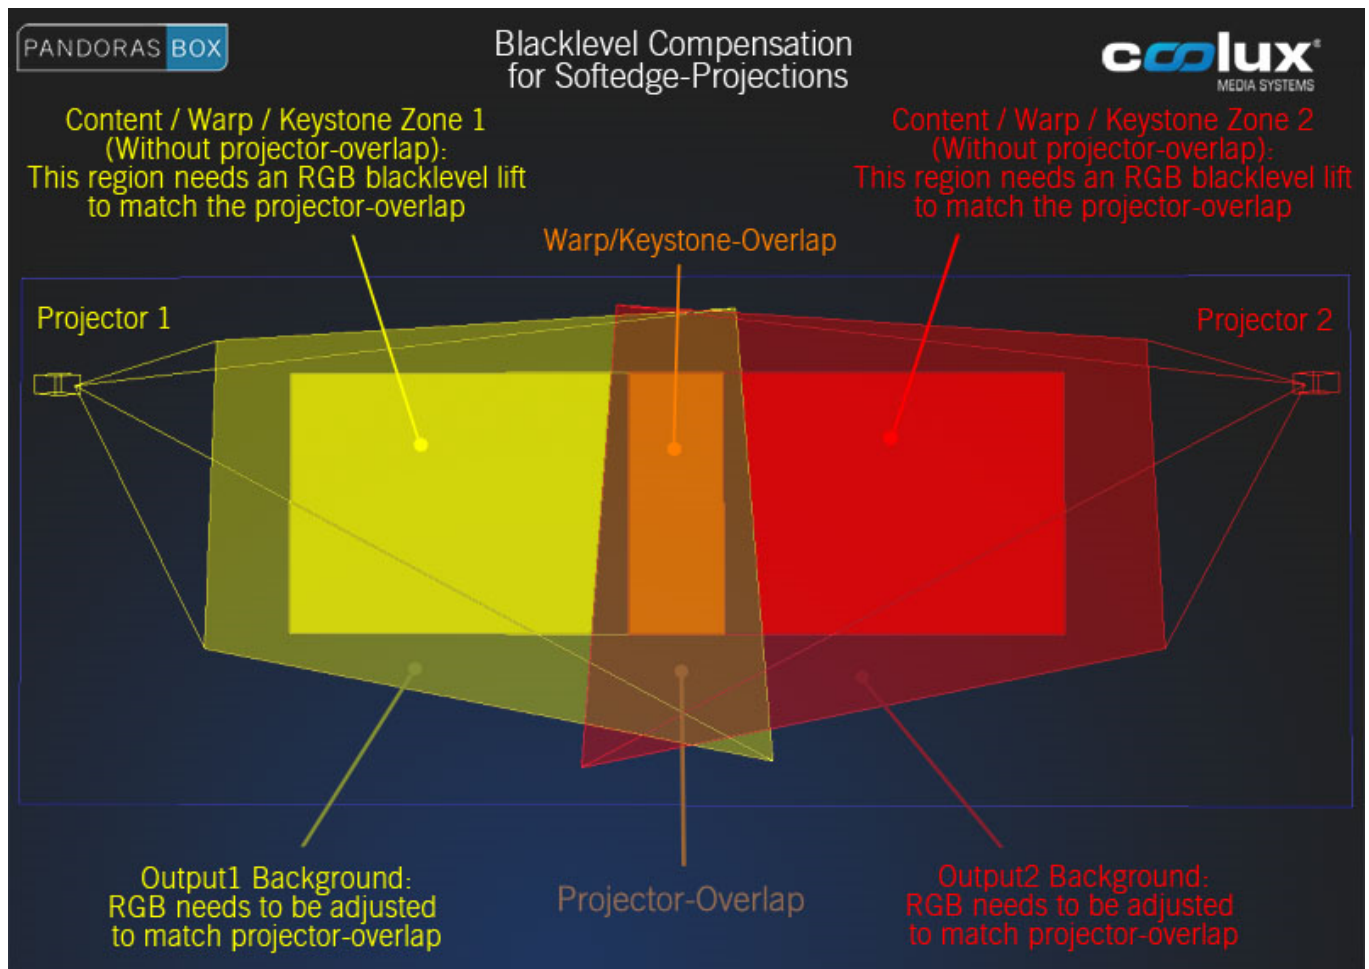 PANDORAS BOX
Blacklevel Compensation
for Softedge-Projections
coolux
MEDIA SYSTEMS
Content / Warp / Keystone Zone 1
(Without projector-overlap):
This region needs an RGB blacklevel lift
to match the projector-overlap
Content / Warp / Keystone Zone 2
(Without projector-overlap):
This region needs an RGB blacklevel lift
to match the projector-overlap
Warp/Keystone-Overlap
Projector 1
Projector 2
Output1 Background:
RGB needs to be adjusted
to match projector-overlap
Projector-Overlap
Output2 Background:
RGB needs to be adjusted
to match projector-overlap